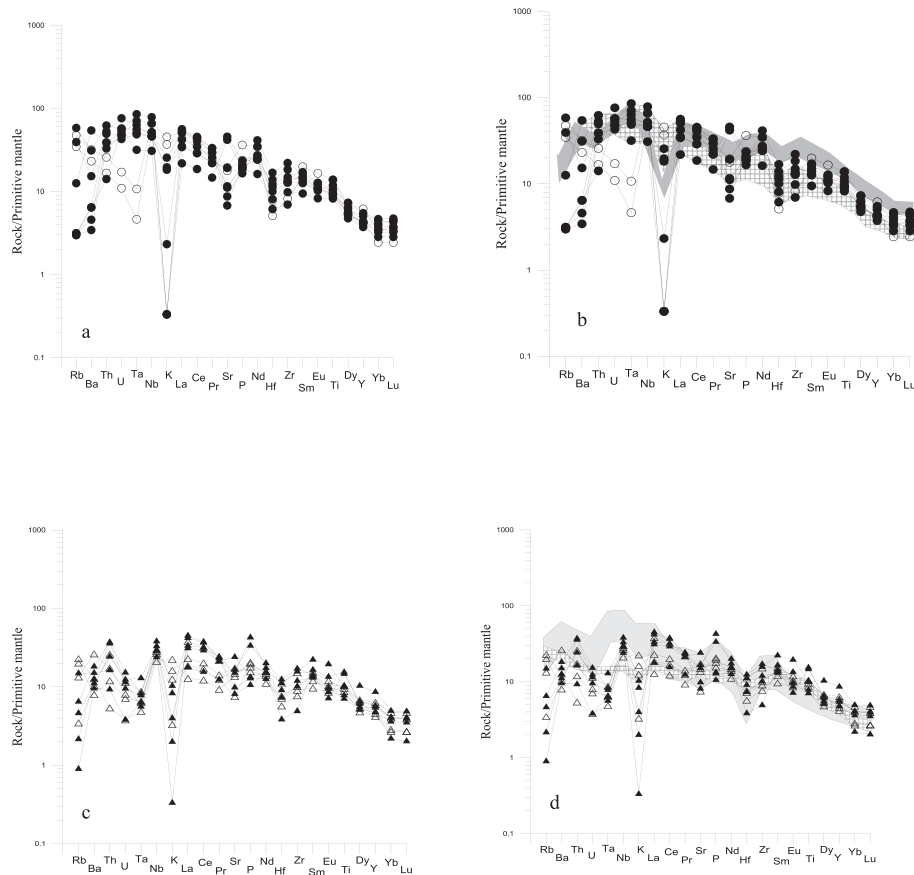 1000
100
10
1
0.1
Rock/Primitive mantle
a
Rb Ba Th U Ta Nb K La Ce Pr Sr P Nd Hf Zr Sm Eu Ti Dy Y Yb Lu
1000
100
10
1
0.1
Rock/Primitive mantle
b
Rb Ba Th U Ta Nb K La Ce Pr Sr P Nd Hf Zr Sm Eu Ti Dy Y Yb Lu
1000
100
10
1
0.1
Rock/Primitive mantle
c
Rb Ba Th U Ta Nb K La Ce Pr Sr P Nd Hf Zr Sm Eu Ti Dy Y Yb Lu
1000
100
10
1
0.1
Rock/Primitive mantle
d
Rb Ba Th U Ta Nb K La Ce Pr Sr P Nd Hf Zr Sm Eu Ti Dy Y Yb Lu